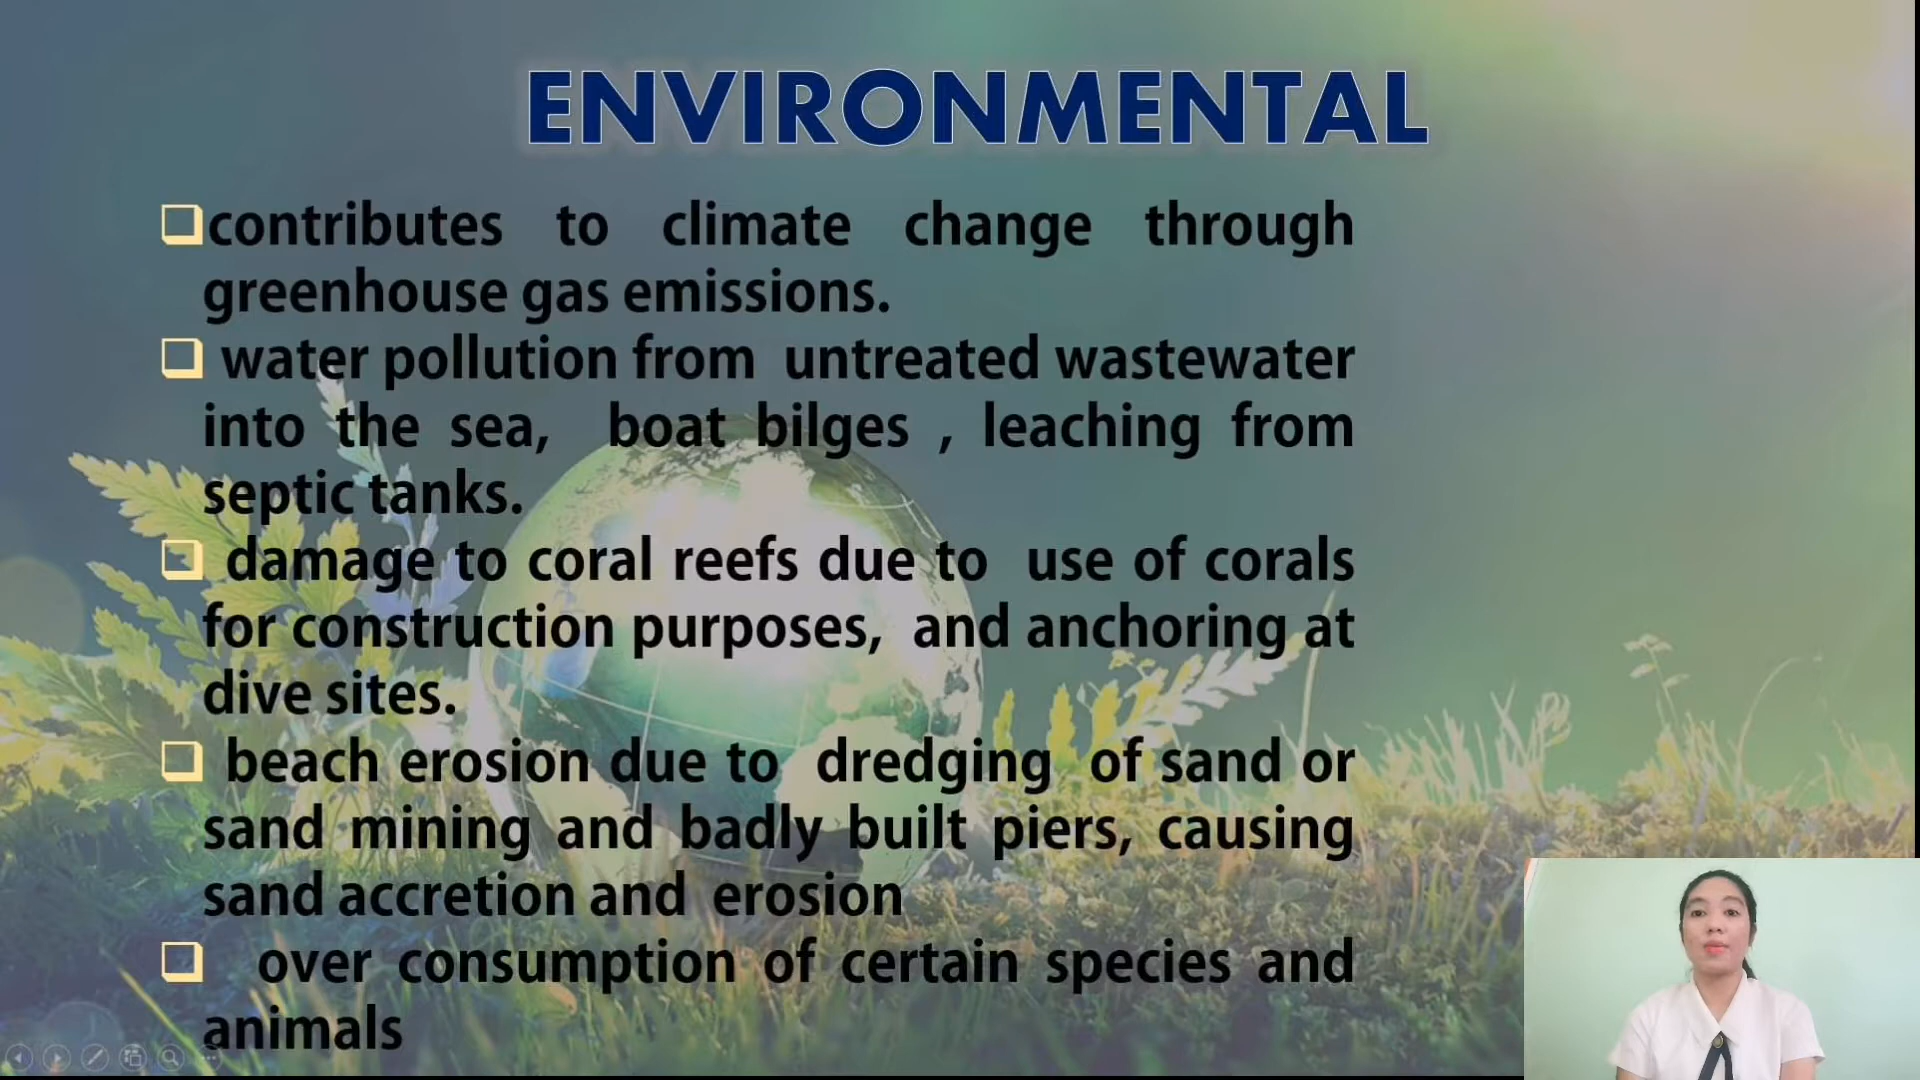 ENVIRONMENTAL
contributes to climate change through
greenhouse gas emissions.
water pollution from untreated wastewater
into the sea, boat bilges , leaching from
septic tanks.
damage to coral reefs due to use of corals
for construction purposes, and anchoring at
dive sites.
beach erosion due to dredging of sand or
sand mining and badly built piers, causing
sand accretion and erosion
over consumption of certain species and
animals